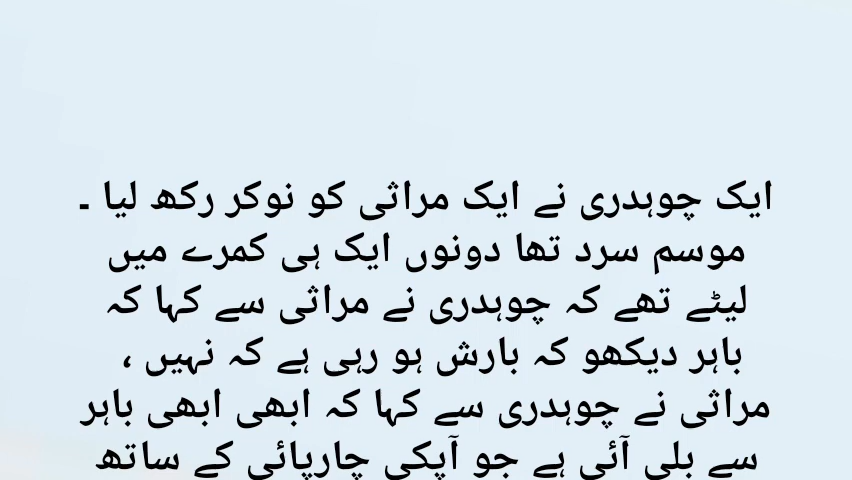 ایک چوہدری نے ایک مراثی کو نوکر رکھ لیا ۔
موسم سرد تھا دونوں ایک ہی کمرے میں
لیٹے تھے کہ چوہدری نے مراثی سے کہا کہ
باہر دیکھو کہ بارش ہو رہی ہے کہ نہیں ،
مراثی نے چوہدری سے کہا کہ ابھی ابھی باہر
سے بلی آئی ہے جو آپکی چارپائی کے ساتھ